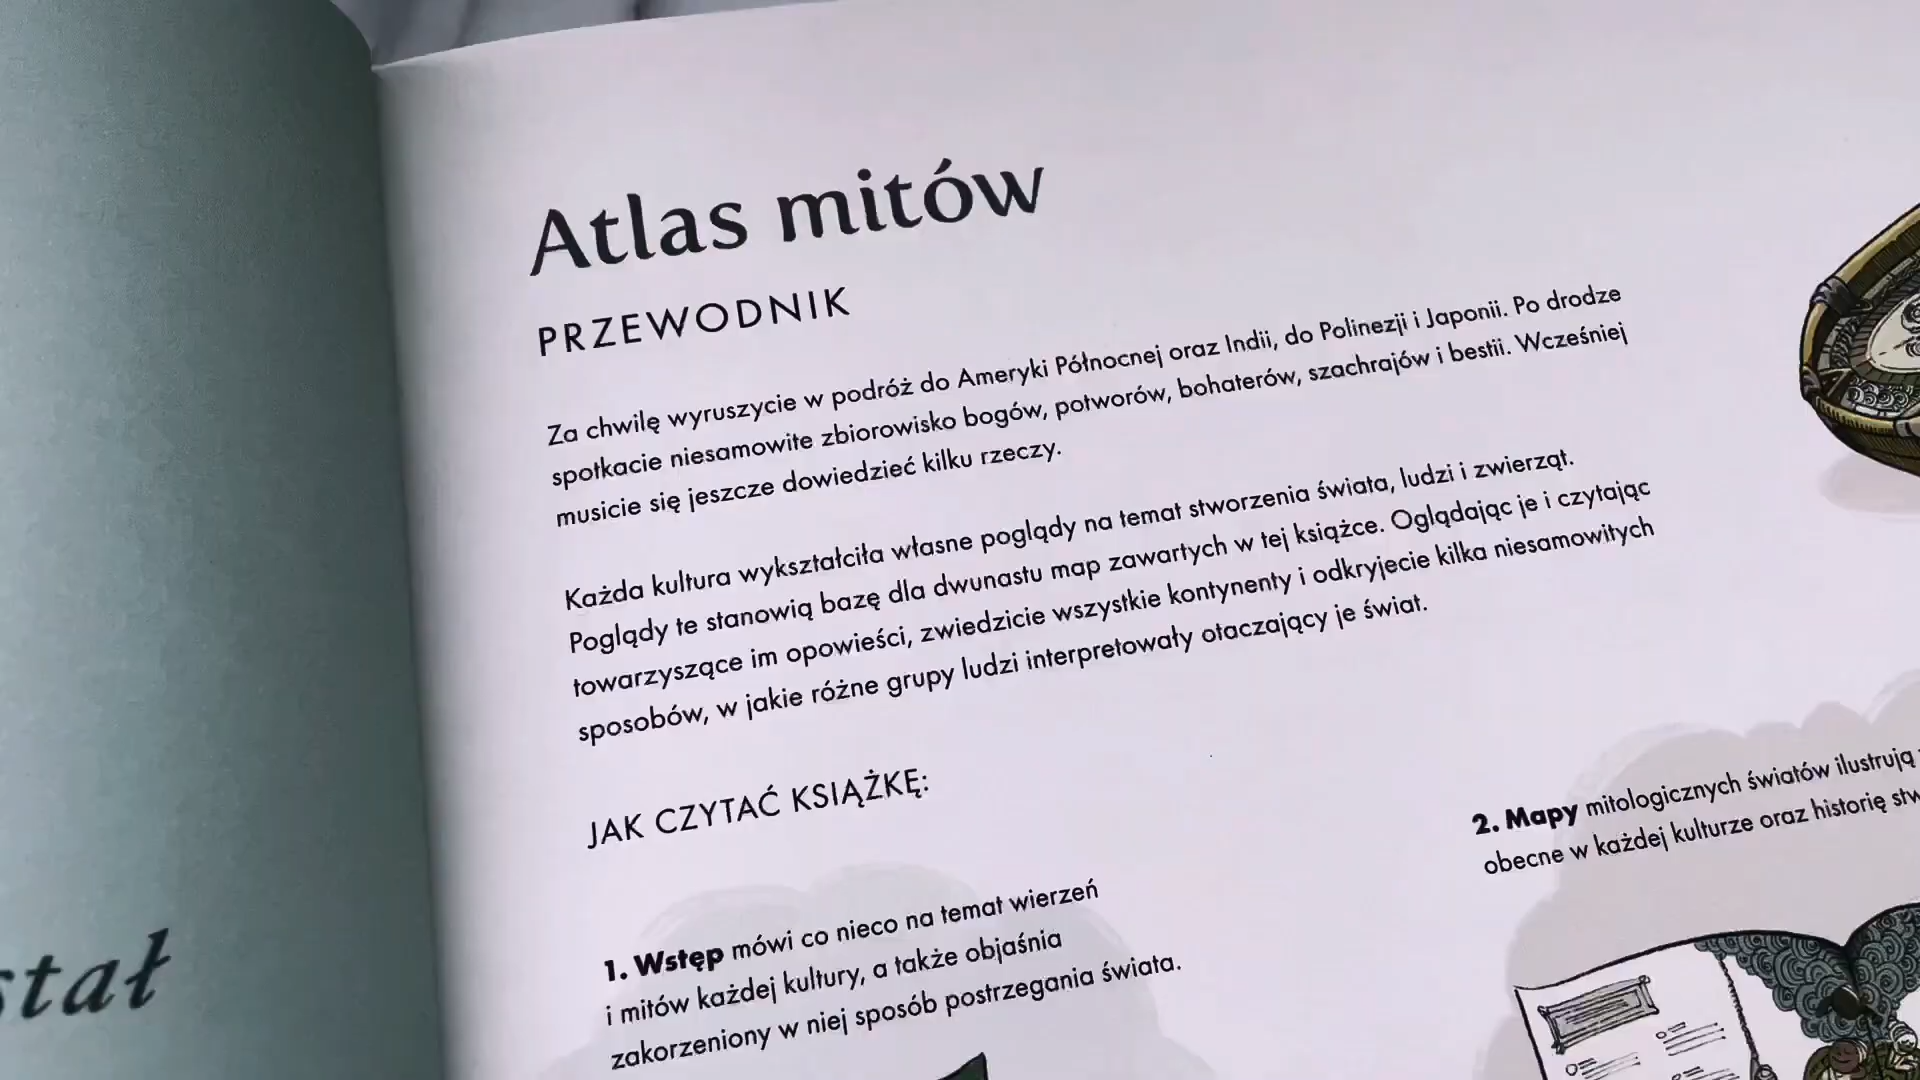 Atlas mitów
PRZEWODNIK
Za chwilę wyruszycie w podróż do Ameryki Północnej oraz Indii, do Polinezji i Japonii. Po drodze
spotkacie niesamowite zbiorowisko bogów, potworów, bohaterów, szachrajów i bestii. Wcześniej
musicie się jeszcze dowiedzieć kilku rzeczy.
Każda kultura wykształciła własne poglądy na temat stworzenia świata, ludzi i zwierząt.
Poglądy te stanowią bazę dla dwunastu map zawartych w tej książce. Oglądając je i czytając
towarzyszące im opowieści, zwiedzicie wszystkie kontynenty i odkryjecie kilka niesamowitych
sposobów, w jakie różne grupy ludzi interpretowały otaczający je świat.
JAK CZYTAĆ KSIĄŻKĘ:
1. Wstęp mówi co nieco na temat wierzeń
i mitów każdej kultury, a także objaśnia
zakorzeniony w niej sposób postrzegania świata.
2. Mapy mitologicznych światów ilustrują
obecne w każdej kulturze oraz historię